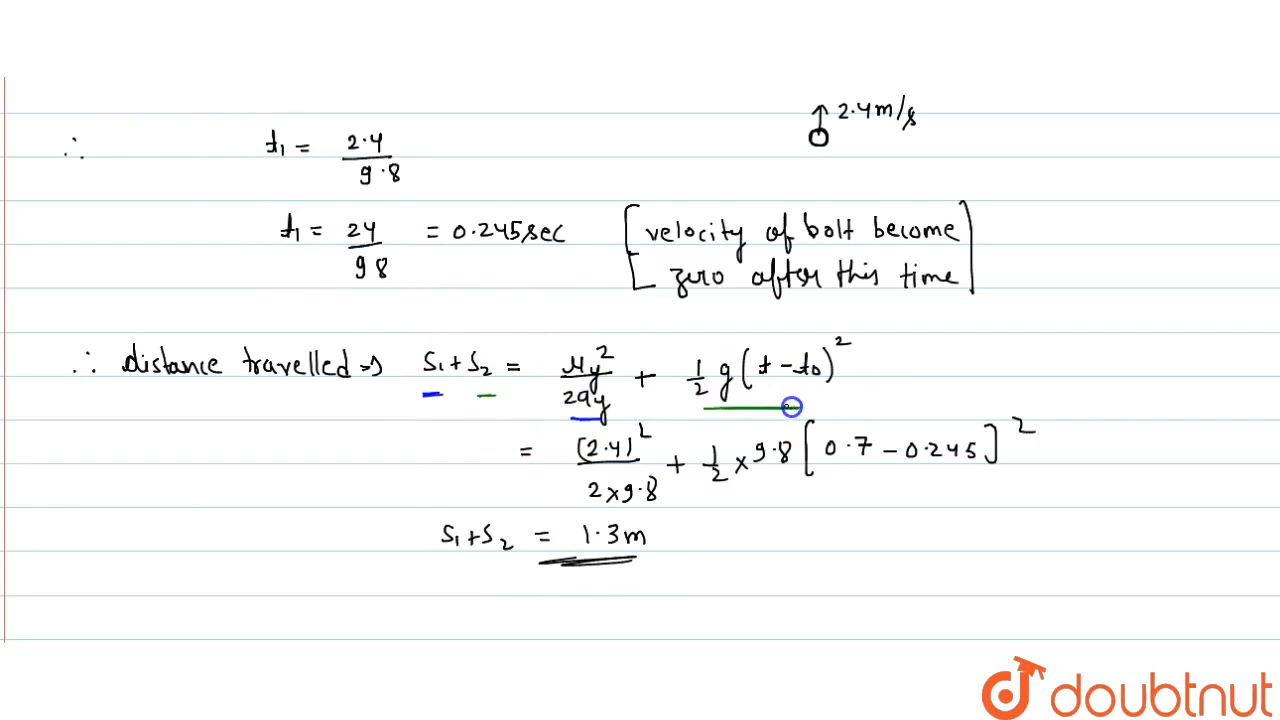 2.4m/s
∴ t₁ = 2.4/9.8
t₁ = 24/98 = 0.245sec [velocity of bolt become
zero after this time]
∴ distance travelled ⇒ S₁+S₂ = uy²/2ay + 1/2 g(t-t₀)²
= (2.4)²/2×9.8 + 1/2 × 9.8 [0.7 - 0.245]²
S₁+S₂ = 1.3m
doubtnut